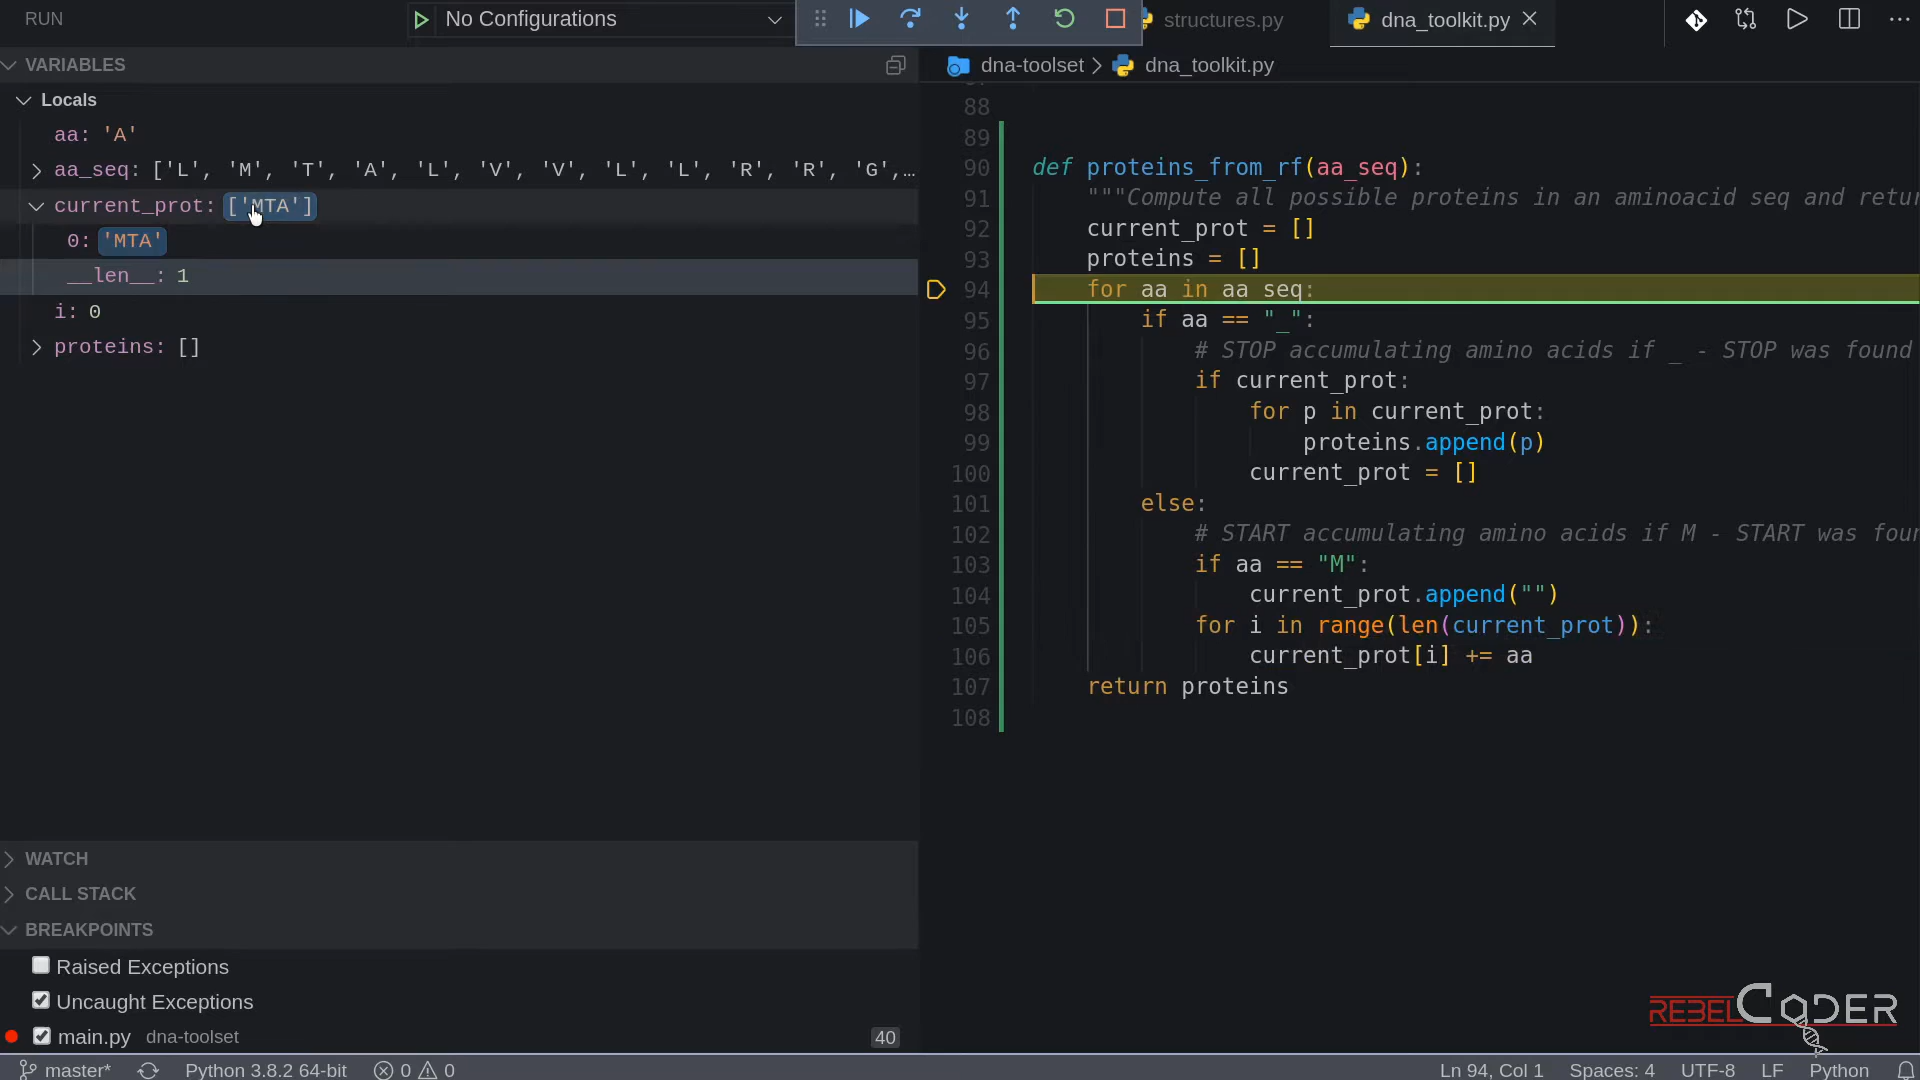 RUN
No Configurations
structures.py
dna_toolkit.py
VARIABLES
dna-toolset > dna_toolkit.py
Locals
aa: 'A'
aa_seq: ['L', 'M', 'T', 'A', 'L', 'V', 'V', 'L', 'L', 'R', 'R', 'G',…
current_prot: ['MTA']
0: 'MTA'
__len__: 1
i: 0
proteins: []
88
89
90 def proteins_from_rf(aa_seq):
91 """Compute all possible proteins in an aminoacid seq and retur
92 current_prot = []
93 proteins = []
94 for aa in aa_seq:
95 if aa == "_":
96 # STOP accumulating amino acids if _ - STOP was found
97 if current_prot:
98 for p in current_prot:
99 proteins.append(p)
100 current_prot = []
101 else:
102 # START accumulating amino acids if M - START was foun
103 if aa == "M":
104 current_prot.append("")
105 for i in range(len(current_prot)):
106 current_prot[i] += aa
107 return proteins
108
WATCH
CALL STACK
BREAKPOINTS
Raised Exceptions
Uncaught Exceptions
main.py dna-toolset 40
REBELCODER
master* Python 3.8.2 64-bit 0 0 Ln 94, Col 1 Spaces: 4 UTF-8 LF Python